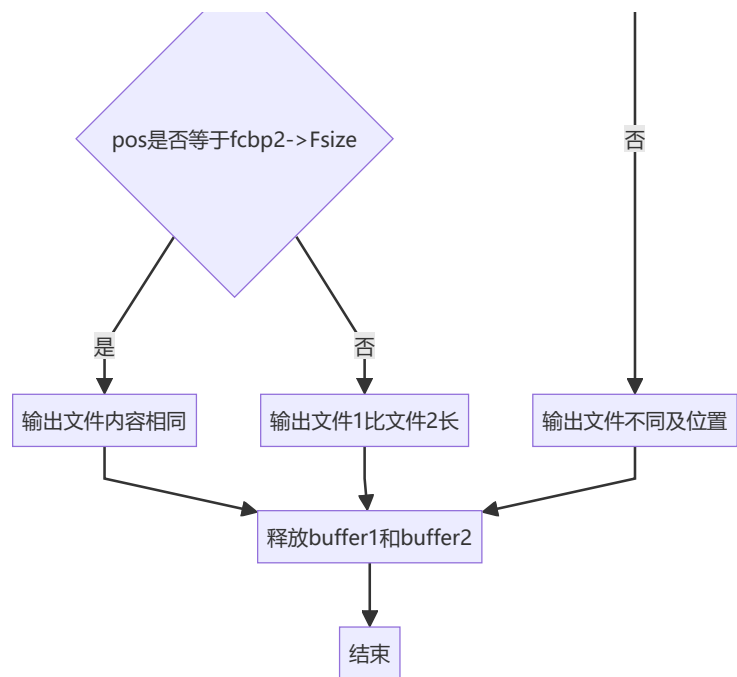 pos是否等于fcbp2->Fsize
否
是
否
输出文件内容相同
输出文件1比文件2长
输出文件不同及位置
释放buffer1和buffer2
结束